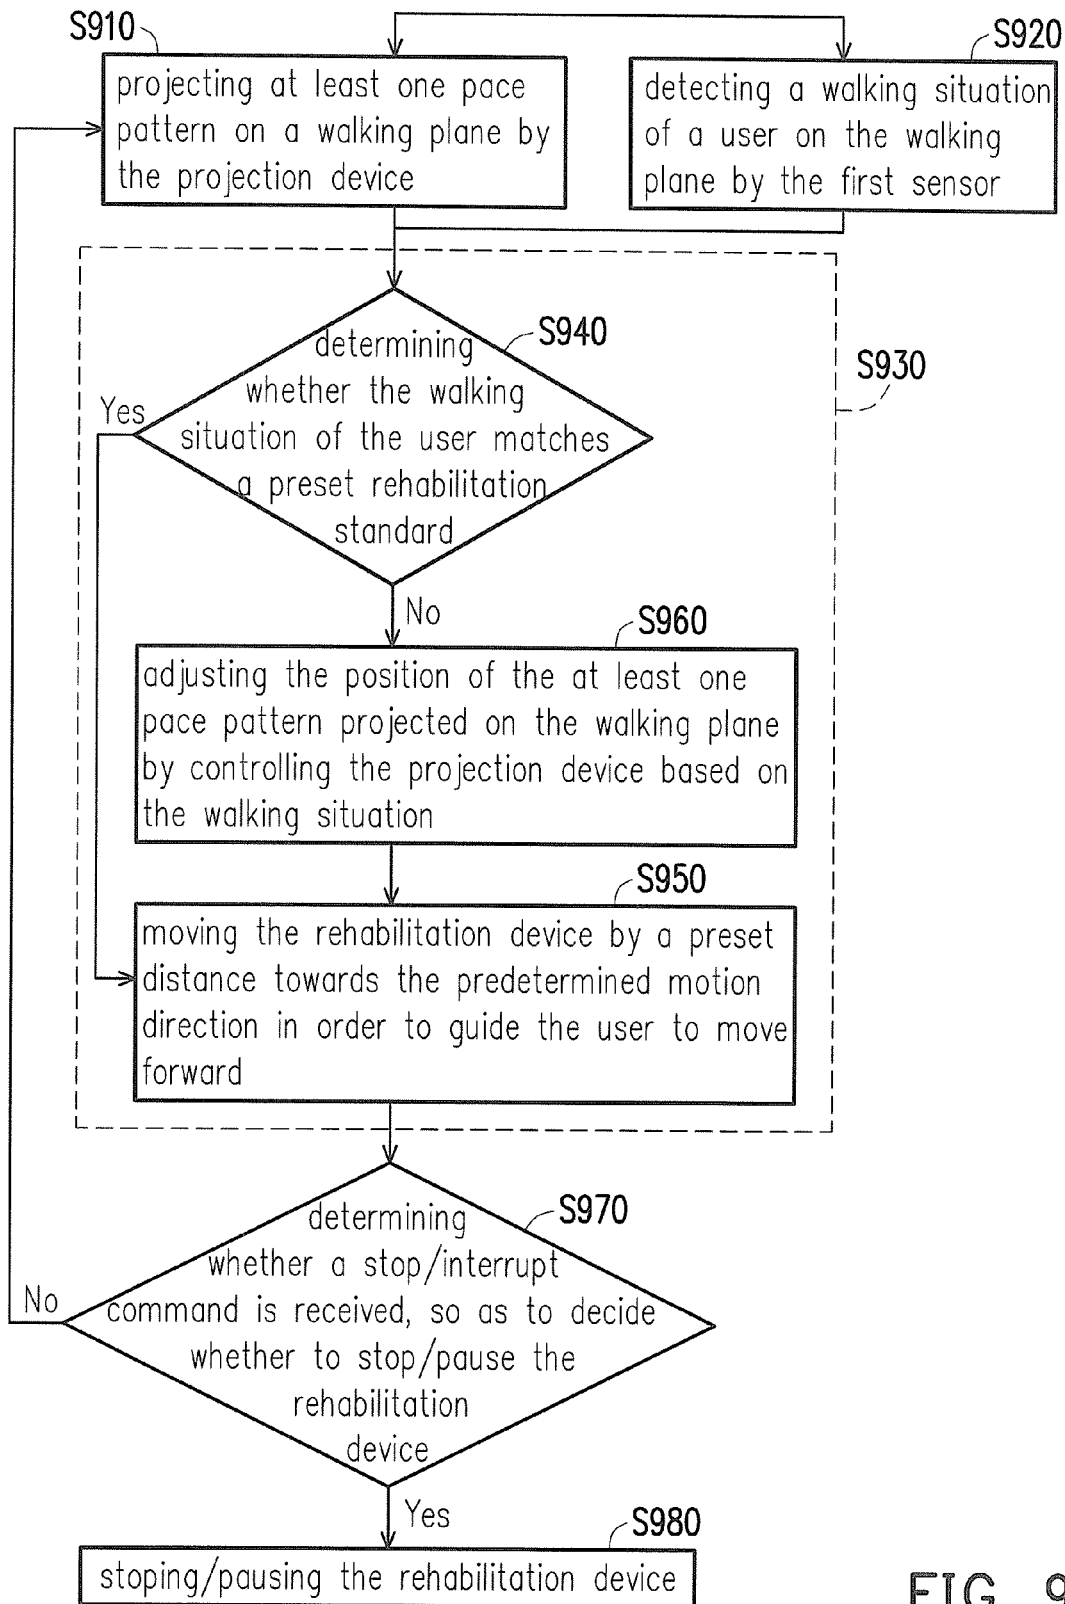 S910
projecting at least one pace
pattern on a walking plane by
the projection device
S920
detecting a walking situation
of a user on the walking
plane by the first sensor
S930
S940
determining
whether the walking
situation of the user matches
a preset rehabilitation
standard
Yes
No
S960
adjusting the position of the at least one
pace pattern projected on the walking plane
by controlling the projection device based on
the walking situation
S950
moving the rehabilitation device by a preset
distance towards the predetermined motion
direction in order to guide the user to move
forward
S970
determining
whether a stop/interrupt
command is received, so as to decide
whether to stop/pause the
rehabilitation
device
No
Yes
S980
stoping/pausing the rehabilitation device
FIG. 9